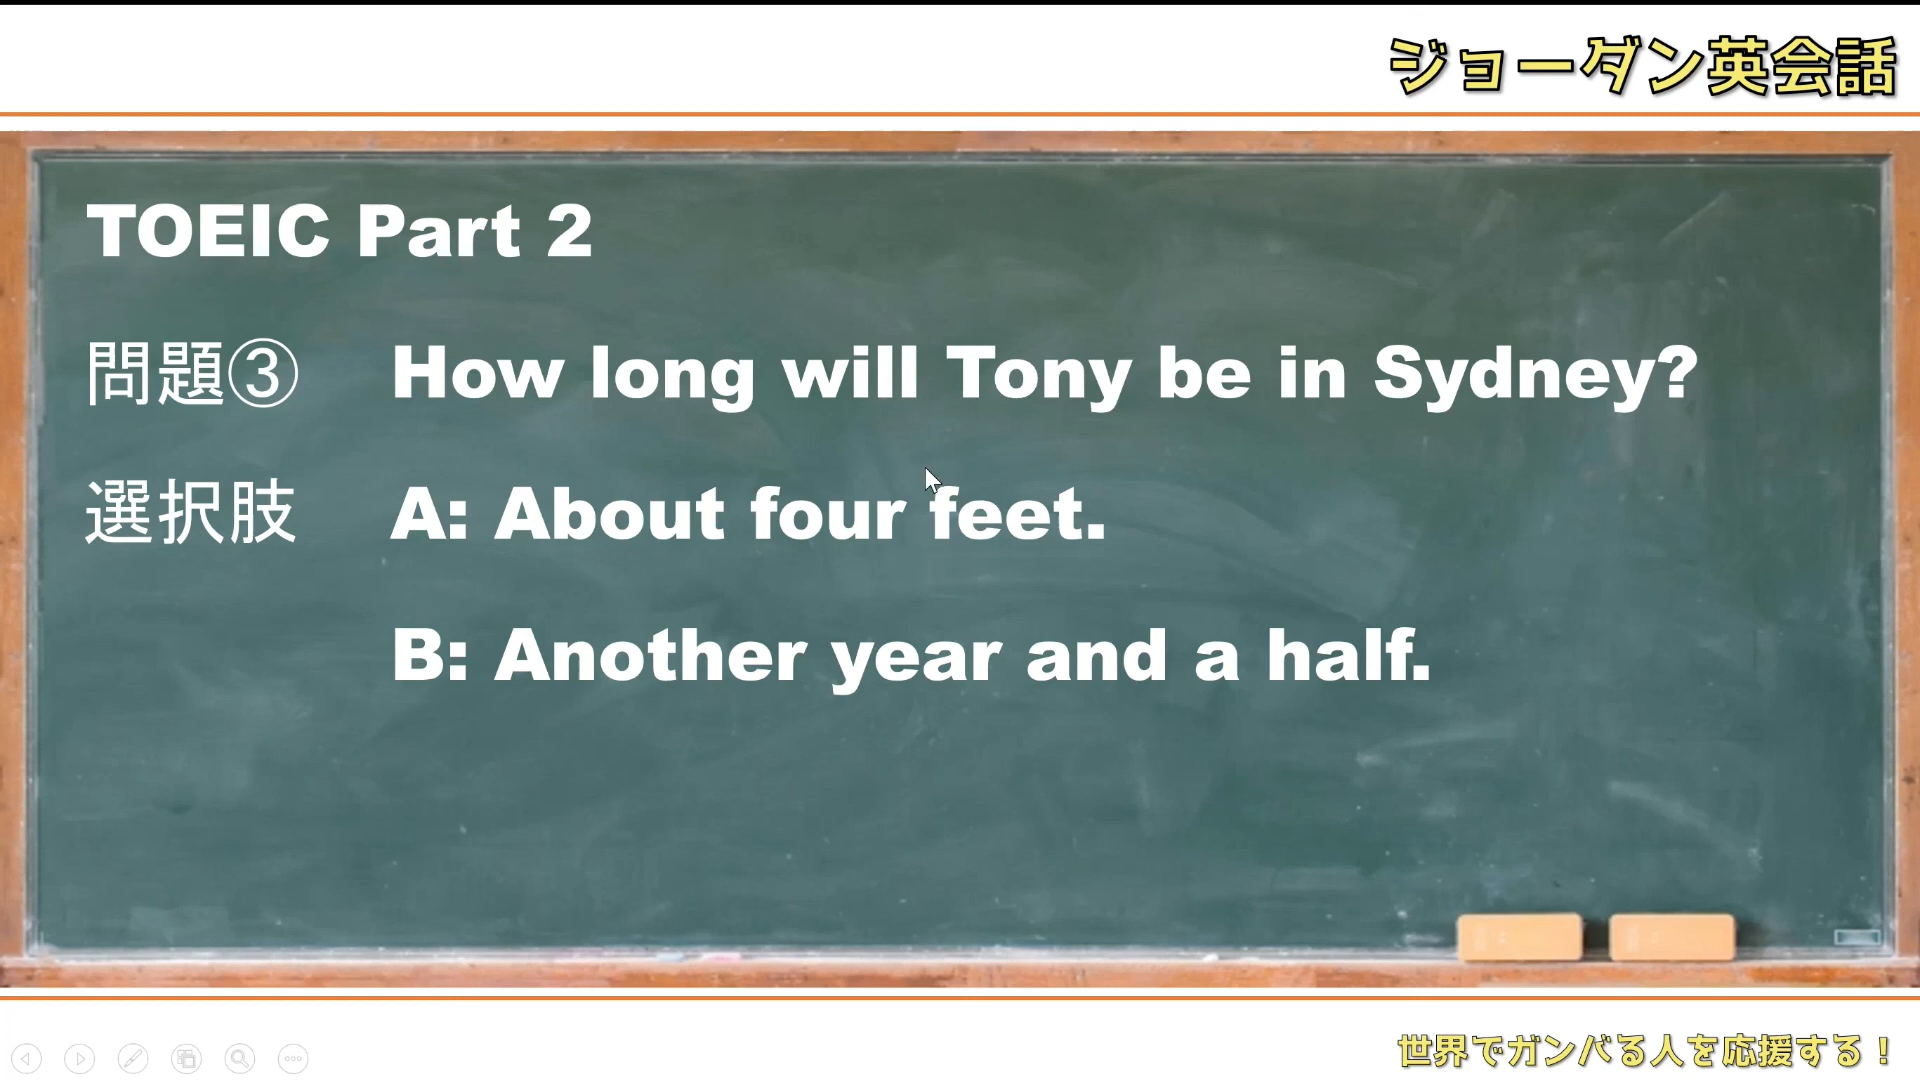 ジョーダン英会話
TOEIC Part 2
問題③ How long will Tony be in Sydney?
選択肢 A: About four feet.
B: Another year and a half.
世界でガンバる人を応援する！